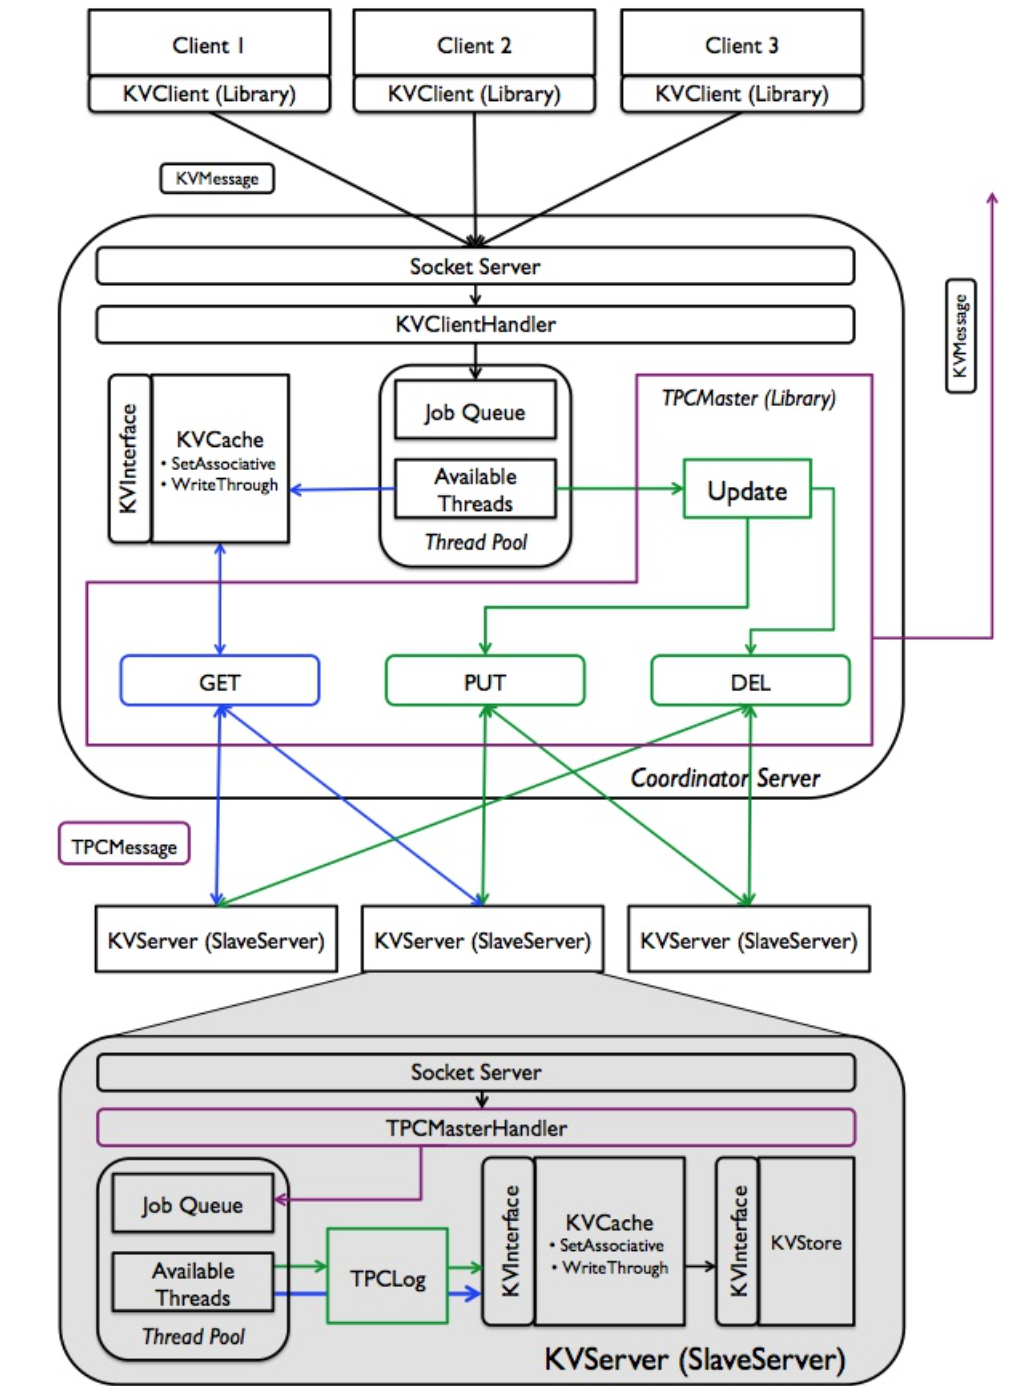 Client 1
Client 2
Client 3
KVClient (Library)
KVClient (Library)
KVClient (Library)
KVMessage
Socket Server
KVClientHandler
KVMessage
KVInterface
KVCache
• SetAssociative
• WriteThrough
Job Queue
Available
Threads
Thread Pool
TPCMaster (Library)
Update
GET
PUT
DEL
Coordinator Server
TPCMessage
KVServer (SlaveServer)
KVServer (SlaveServer)
KVServer (SlaveServer)
Socket Server
TPCMasterHandler
Job Queue
Available
Threads
Thread Pool
TPCLog
KVInterface
KVCache
• SetAssociative
• WriteThrough
KVInterface
KVStore
KVServer (SlaveServer)